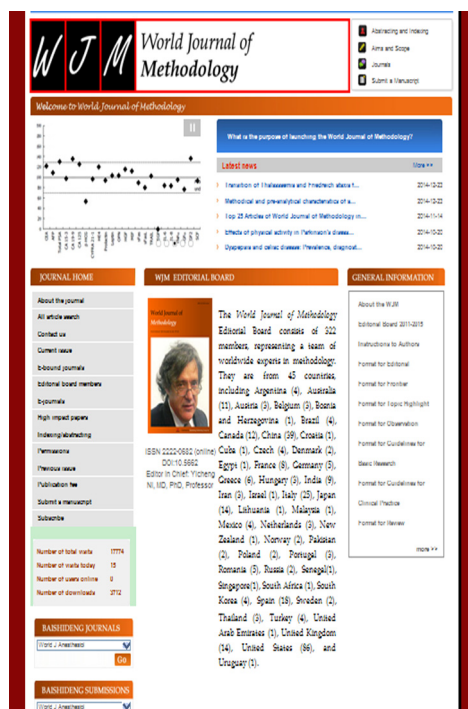 WJM
World Journal of
Methodology
Abstracting and Indexing
Aims and Scope
Journals
Submit a Manuscript
Welcome to World Journal of Methodology
What is the purpose of launching the World Journal of Methodology?
Latest news
More >>
Transition of Thalassaemia and Friedreich ataxia f...
2014-12-22
Methodical and pre-analytical characteristics of a...
2014-12-22
Top 25 Articles of World Journal of Methodology in...
2014-11-14
Effects of physical activity in Parkinson's diseas...
2014-10-22
Dyspepsia and celiac disease: Prevalence, diagnost...
2014-10-22
JOURNAL HOME
About the journal
All article search
Contact us
Current issue
E-bound journals
Editorial board members
E-journals
High impact papers
Indexing/abstracting
Permissions
Previous issue
Publication fee
Submit a manuscript
Subscribe
Number of total visits 17774
Number of visits today 15
Number of users online 0
Number of downloads 3712
BAISHIDENG JOURNALS
World J Anesthesiol
Go
BAISHIDENG SUBMISSIONS
World J Anesthesiol
WJM EDITORIAL BOARD
World Journal of
Methodology
ISSN 2222-0682 (online)
DOI:10.5662
Editor in Chief: Yicheng
Ni, MD, PhD, Professor
The World Journal of Methodology
Editorial Board consists of 322
members, representing a team of
worldwide experts in methodology.
They are from 45 countries,
including Argentina (4), Australia
(11), Austria (3), Belgium (3), Bosnia
and Herzegovina (1), Brazil (4),
Canada (12), China (39), Croatia (1),
Cuba (1), Czech (4), Denmark (2),
Egypt (1), France (8), Germany (5),
Greece (6), Hungary (3), India (9),
Iran (3), Israel (1), Italy (25), Japan
(14), Lithuania (1), Malaysia (1),
Mexico (4), Netherlands (3), New
Zealand (1), Norway (2), Pakistan
(2), Poland (2), Portugal (3),
Romania (5), Russia (2), Senegal(1),
Singapore(1), South Africa (1), South
Korea (4), Spain (18), Sweden (2),
Thailand (3), Turkey (4), United
Arab Emirates (1), United Kingdom
(14), United States (86), and
Uruguay (1).
GENERAL INFORMATION
About the WJM
Editorial Board 2011-2015
Instructions to Authors
Format for Editorial
Format for Frontier
Format for Topic Highlight
Format for Observation
Format for Guidelines for
Basic Research
Format for Guidelines for
Clinical Practice
Format for Review
more >>